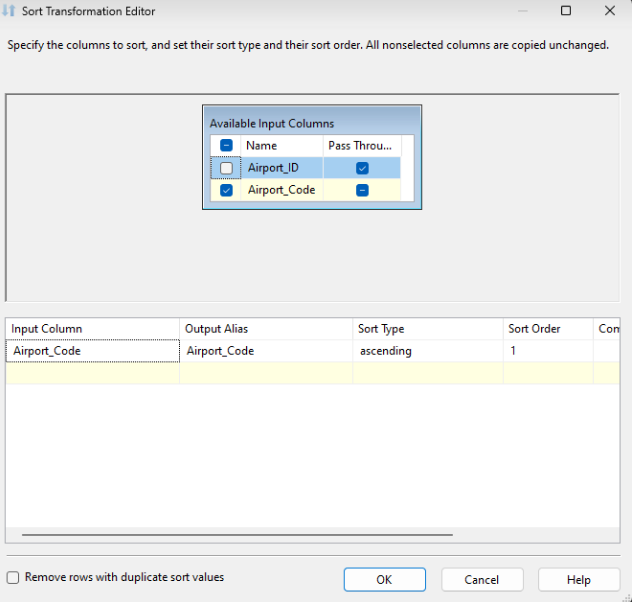 Sort Transformation Editor
Specify the columns to sort, and set their sort type and their sort order. All nonselected columns are copied unchanged.
Available Input Columns
Name Pass Throu...
Airport_ID
Airport_Code
Input Column Output Alias Sort Type Sort Order Con
Airport_Code Airport_Code ascending 1
Remove rows with duplicate sort values OK Cancel Help